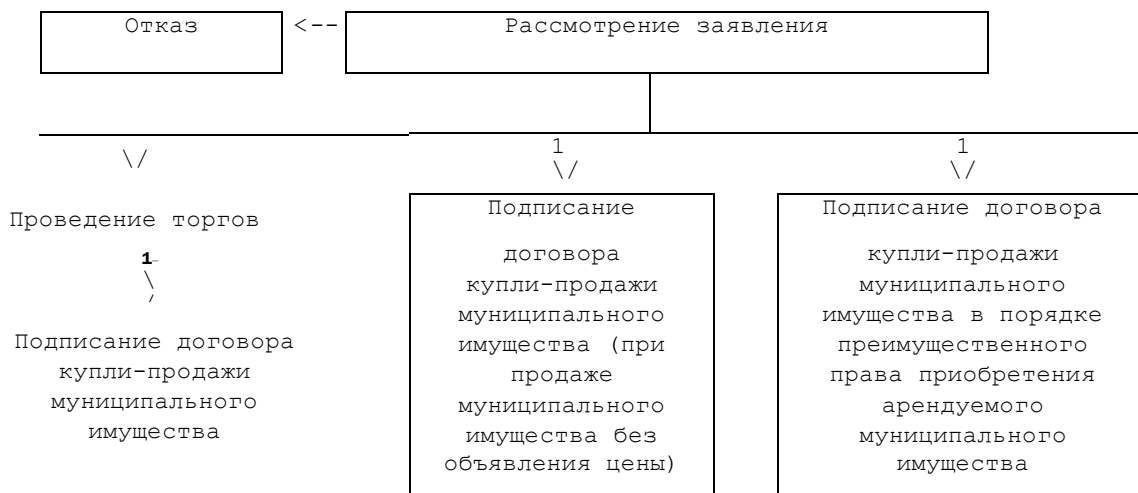 Отказ <-- Рассмотрение заявления
\/
1
\/
1
\/
Проведение торгов
1
\
/
Подписание договора
купли-продажи
муниципального
имущества
Подписание
договора
купли-продажи
муниципального
имущества (при
продаже
муниципального
имущества без
объявления цены)
Подписание договора
купли-продажи
муниципального
имущества в порядке
преимущественного
права приобретения
арендуемого
муниципального
имущества